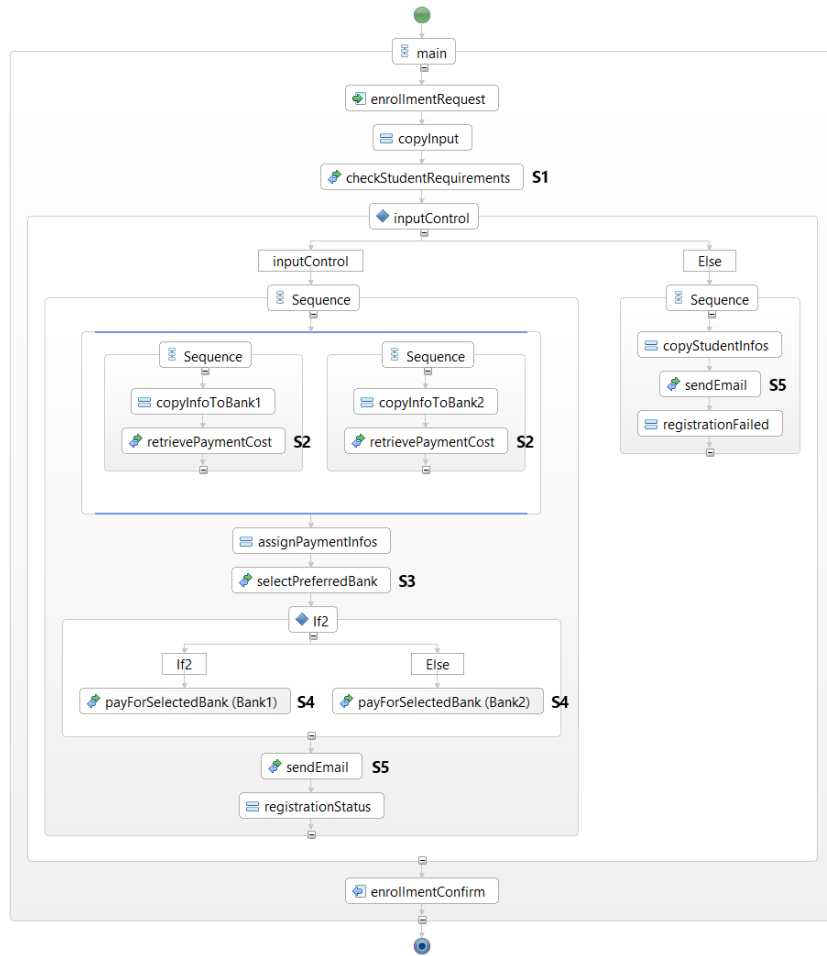 main
enrollmentRequest
copyInput
checkStudentRequirements S1
inputControl
inputControl
Else
Sequence
Sequence
copyStudentInfos
sendEmail S5
registrationFailed
Sequence
Sequence
copyInfoToBank1
copyInfoToBank2
retrievePaymentCost S2
retrievePaymentCost S2
assignPaymentInfos
selectPreferredBank S3
If2
If2
Else
payForSelectedBank (Bank1) S4
payForSelectedBank (Bank2) S4
sendEmail S5
registrationStatus
enrollmentConfirm